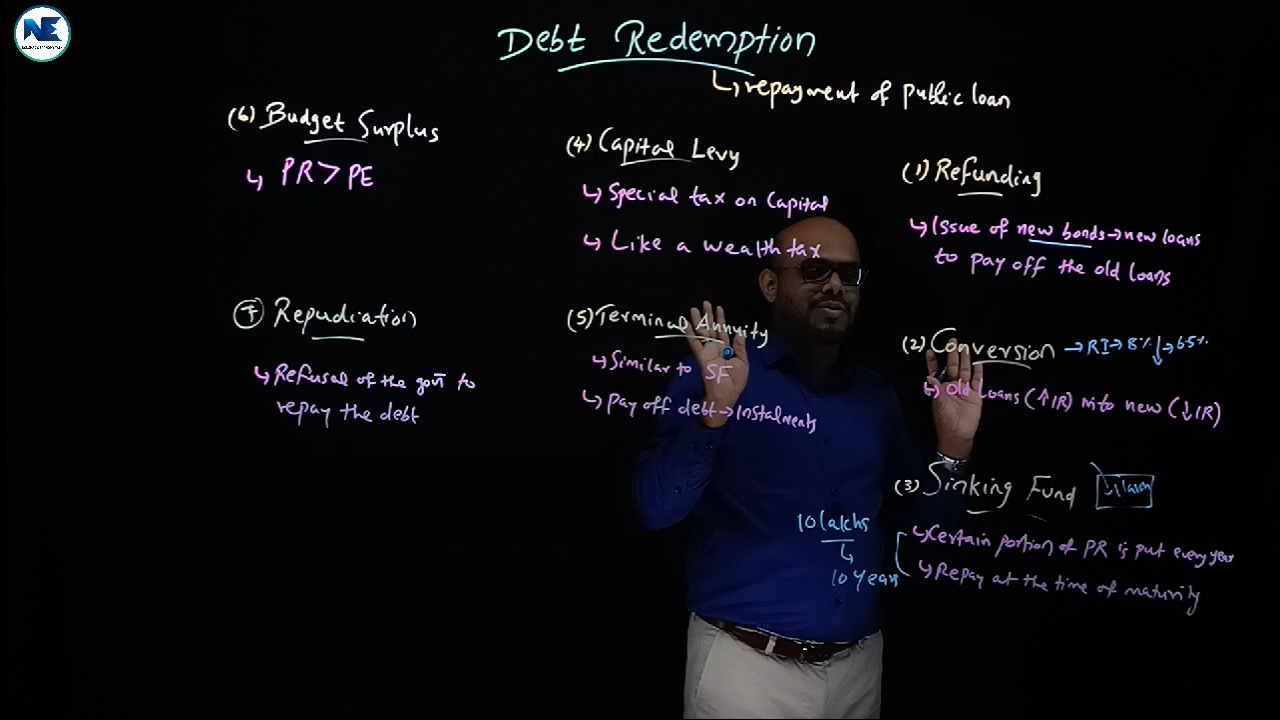 NE
Debt Redemption
↳ repayment of public loan
(1) Refunding
↳ Issue of new bonds → new loans
to pay off the old loans
(2) Conversion → RI → 8% ↓ → 6.5%
↳ Old Loans (↑IR) into new (↓IR)
(3) Sinking Fund
↳ Certain portion of PR is put every year
↳ Repay at the time of maturity
10 lakhs
↳
10 years
(4) Capital Levy
↳ Special tax on Capital
↳ Like a wealth tax
(5) Terminal Annuity
↳ Similar to SF
↳ pay off debt → Instalments
(6) Budget Surplus
↳ PR > PE
(7) Repudiation
↳ Refusal of the govt to
repay the debt